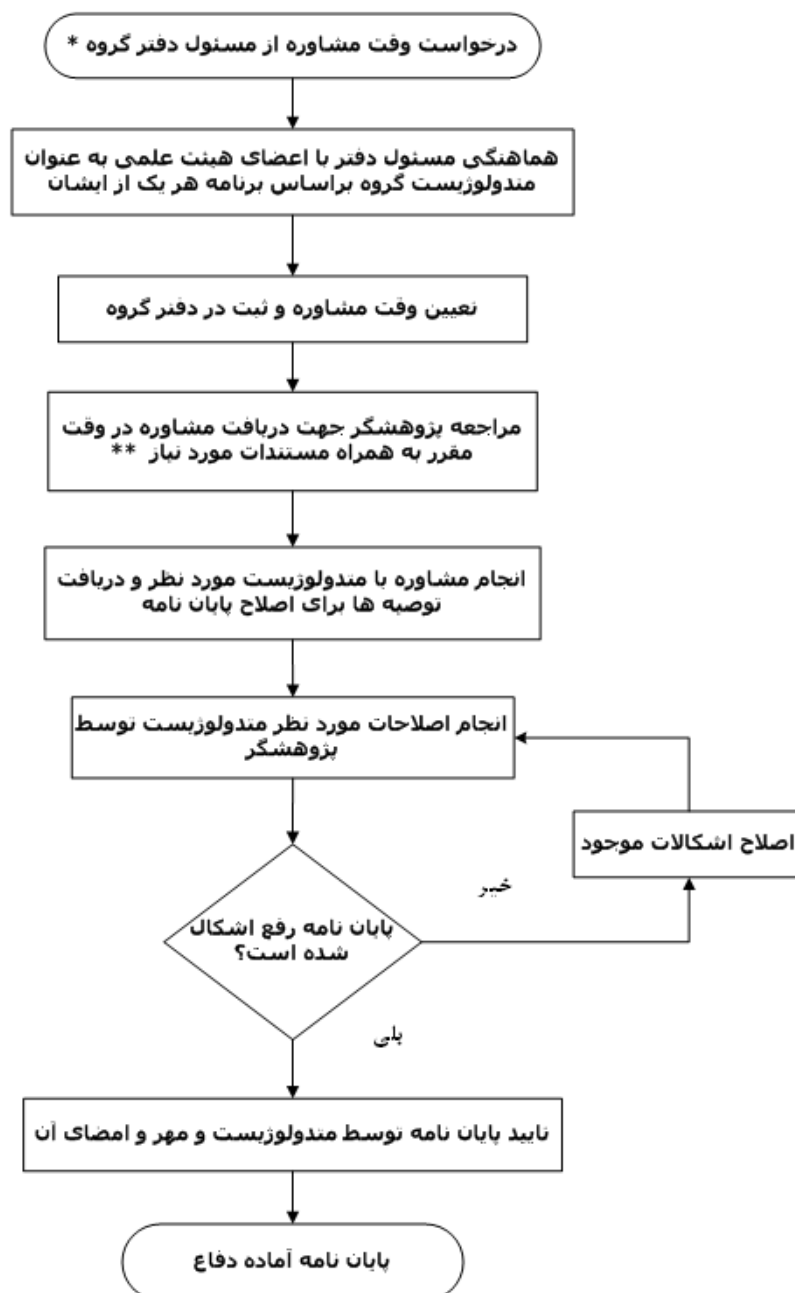 درخواست وقت مشاوره از مسئول دفتر گروه *
هماهنگی مسئول دفتر با اعضای هیئت علمی به عنوان
متدولوژیست گروه براساس برنامه هر یک از ایشان
تعیین وقت مشاوره و ثبت در دفتر گروه
مراجعه پژوهشگر جهت دریافت مشاوره در وقت
مقرر به همراه مستندات مورد نیاز **
انجام مشاوره با متدولوژیست مورد نظر و دریافت
توصیه ها برای اصلاح پایان نامه
انجام اصلاحات مورد نظر متدولوژیست توسط
پژوهشگر
اصلاح اشکالات موجود
خیر
پایان نامه رفع اشکال
شده است؟
بلی
تایید پایان نامه توسط متدولوژیست و مهر و امضای آن
پایان نامه آماده دفاع